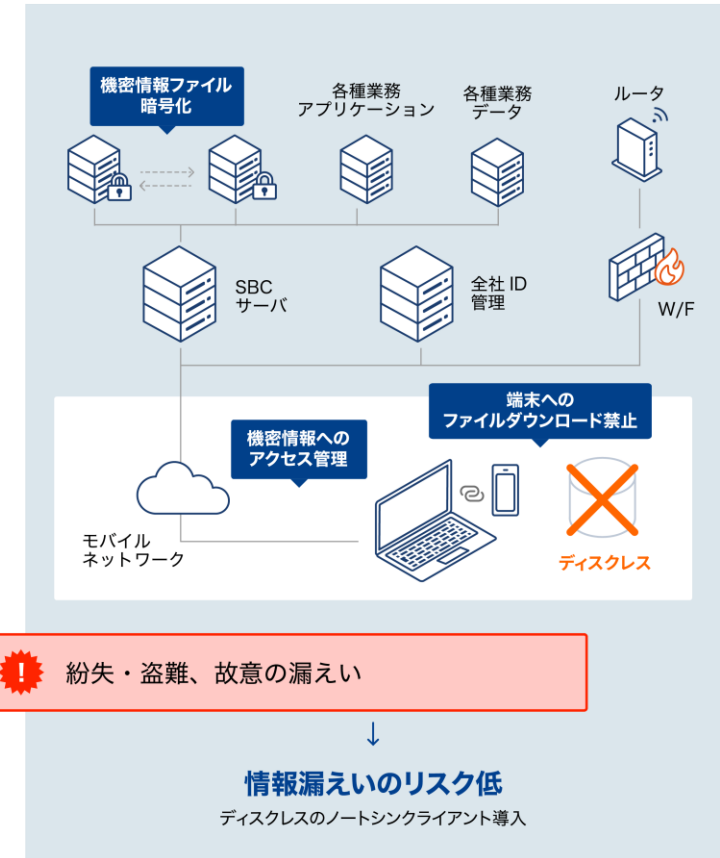 機密情報ファイル
暗号化
各種業務
アプリケーション
各種業務
データ
ルータ
SBC
サーバ
全社 ID
管理
W/F
端末への
ファイルダウンロード禁止
機密情報への
アクセス管理
モバイル
ネットワーク
ディスクレス
!
紛失・盗難、故意の漏えい
↓
情報漏えいのリスク低
ディスクレスのノートシンクライアント導入